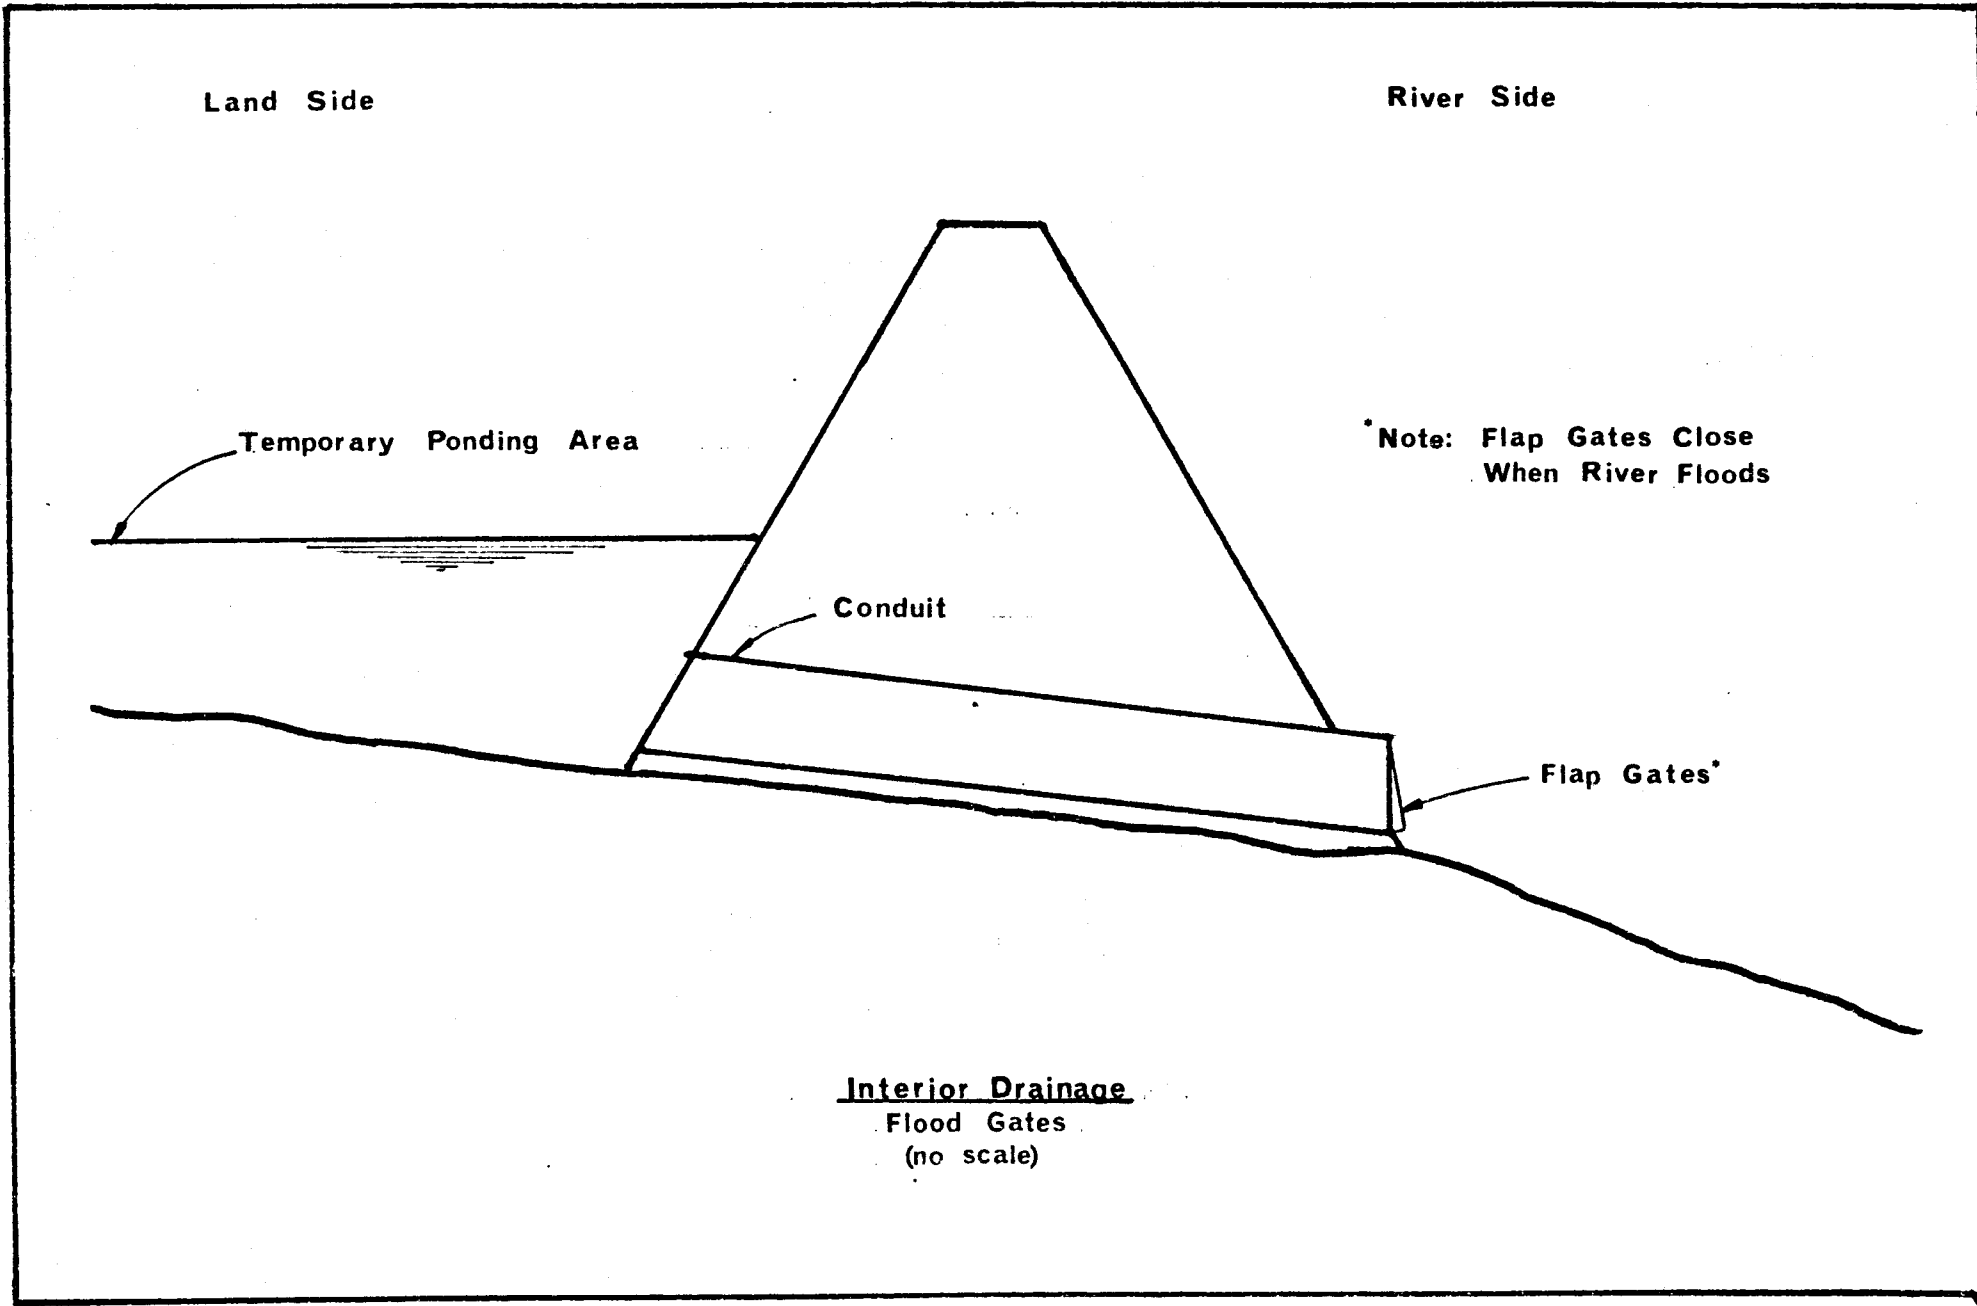 Land Side
River Side
Temporary Ponding Area
*Note: Flap Gates Close
When River Floods
Conduit
Flap Gates*
Interior Drainage
Flood Gates
(no scale)